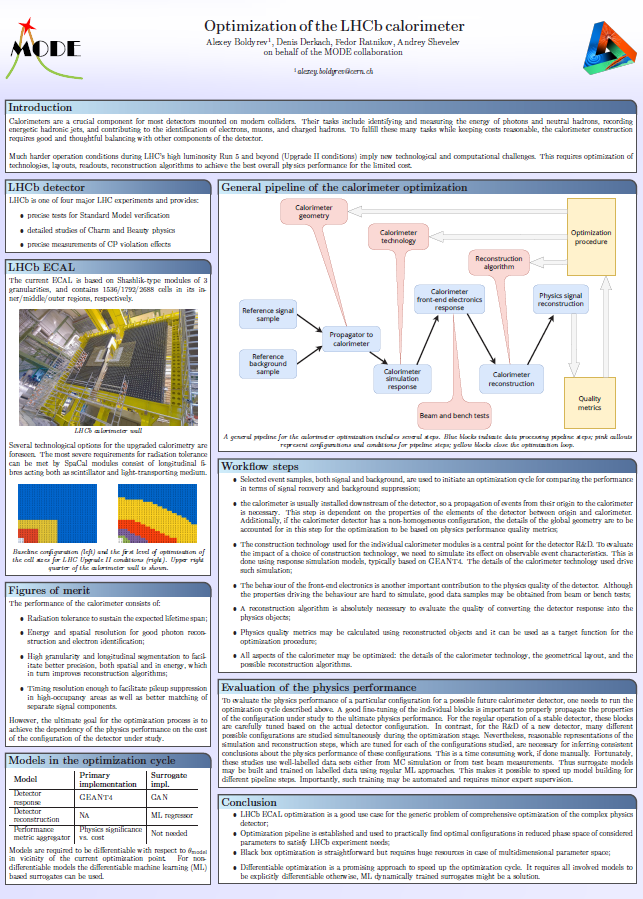 MODE
Optimization of the LHCb calorimeter
Alexey Boldyrev¹, Denis Derkach, Fedor Ratnikov, Andrey Shevelev
on behalf of the MODE collaboration
¹alexey.boldyrev@cern.ch
Introduction
Calorimeters are a crucial component for most detectors mounted on modern colliders. Their tasks include identifying and measuring the energy of photons and neutral hadrons, recording
energetic hadronic jets, and contributing to the identification of electrons, muons, and charged hadrons. To fulfill these many tasks while keeping costs reasonable, the calorimeter construction
requires good and thoughtful balancing with other components of the detector.
Much harder operation conditions during LHC's high luminosity Run 5 and beyond (Upgrade II conditions) imply new technological and computational challenges. This requires optimization of
technologies, layouts, readouts, reconstruction algorithms to achieve the best overall physics performance for the limited cost.
LHCb detector
LHCb is one of four major LHC experiments and provides:
• precise tests for Standard Model verification
• detailed studies of Charm and Beauty physics
• precise measurements of CP violation effects
LHCb ECAL
The current ECAL is based on Shashlik-type modules of 3
granularities, and contains 1536/1792/2688 cells in its in-
ner/middle/outer regions, respectively.
LHCb calorimeter wall
Several technological options for the upgraded calorimetry are
foreseen. The most severe requirements for radiation tolerance
can be met by SpaCal modules consist of longitudinal fi-
bres acting both as scintillator and light-transporting medium.
Baseline configuration (left) and the first level of optimisation of
the cell sizes for LHC Upgrade II conditions (right). Upper right
quarter of the calorimeter wall is shown.
Figures of merit
The performance of the calorimeter consists of:
• Radiation tolerance to sustain the expected lifetime span;
• Energy and spatial resolution for good photon recon-
struction and electron identification;
• High granularity and longitudinal segmentation to facil-
itate better precision, both spatial and in energy, which
in turn improves reconstruction algorithms;
• Timing resolution enough to facilitate pileup suppression
in high-occupancy areas as well as better matching of
separate signal components.
However, the ultimate goal for the optimization process is to
achieve the dependency of the physics performance on the cost
of the configuration of the detector under study.
Models in the optimization cycle
Model Primary implementation Surrogate impl.
Detector response GEANT4 GAN
Detector reconstruction NA ML regressor
Performance metric aggregator Physics significance vs. cost Not needed
Models are required to be differentiable with respect to θmodel
in vicinity of the current optimization point. For non-
differentiable models the differentiable machine learning (ML)
based surrogates can be used.
General pipeline of the calorimeter optimization
Calorimeter geometry
Calorimeter technology
Reconstruction algorithm
Optimization procedure
Reference signal sample
Reference background sample
Propagator to calorimeter
Calorimeter simulation response
Calorimeter front-end electronics response
Calorimeter reconstruction
Physics signal reconstruction
Beam and bench tests
Quality metrics
A general pipeline for the calorimeter optimization includes several steps. Blue blocks indicate data processing pipeline steps; pink callouts
represent configurations and conditions for pipeline steps; yellow blocks close the optimization loop.
Workflow steps
• Selected event samples, both signal and background, are used to initiate an optimization cycle for comparing the performance
in terms of signal recovery and background suppression;
• the calorimeter is usually installed downstream of the detector, so a propagation of events from their origin to the calorimeter
is necessary. This step is dependent on the properties of the elements of the detector between origin and calorimeter.
Additionally, if the calorimeter detector has a non-homogeneous configuration, the details of the global geometry are to be
accounted for in this step for the optimization to be based on physics performance quality metrics;
• The construction technology used for the individual calorimeter modules is a central point for the detector R&D. To evaluate
the impact of a choice of construction technology, we need to simulate its effect on observable event characteristics. This is
done using response simulation models, typically based on GEANT4. The details of the calorimeter technology used drive
such simulation;
• The behaviour of the front-end electronics is another important contribution to the physics quality of the detector. Although
the properties driving the behaviour are hard to simulate, good data samples may be obtained from beam or bench tests;
• A reconstruction algorithm is absolutely necessary to evaluate the quality of converting the detector response into the
physics objects;
• Physics quality metrics may be calculated using reconstructed objects and it can be used as a target function for the
optimization procedure;
• All aspects of the calorimeter may be optimized: the details of the calorimeter technology, the geometrical layout, and the
possible reconstruction algorithms.
Evaluation of the physics performance
To evaluate the physics performance of a particular configuration for a possible future calorimeter detector, one needs to run the
optimization cycle described above. A good fine-tuning of the individual blocks is important to properly propagate the properties
of the configuration under study to the ultimate physics performance. For the regular operation of a stable detector, these blocks
are carefully tuned based on the actual detector configuration. In contrast, for the R&D of a new detector, many different
possible configurations are studied simultaneously during the optimization stage. Nevertheless, reasonable representations of the
simulation and reconstruction steps, which are tuned for each of the configurations studied, are necessary for inferring consistent
conclusions about the physics performance of these configurations. This is a time consuming work, if done manually. Fortunately,
these studies use well-labelled data sets either from MC simulation or from test beam measurements. Thus surrogate models
may be built and trained on labelled data using regular ML approaches. This makes it possible to speed up model building for
different pipeline steps. Importantly, such training may be automated and requires minor expert supervision.
Conclusion
• LHCb ECAL optimization is a good use case for the generic problem of comprehensive optimization of the complex physics
detector;
• Optimization pipeline is established and used to practically find optimal configurations in reduced phase space of considered
parameters to satisfy LHCb experiment needs;
• Black box optimization is straightforward but requires huge resources in case of multidimensional parameter space;
• Differentiable optimization is a promising approach to speed up the optimization cycle. It requires all involved models to
be explicitly differentiable otherwise, ML dynamically trained surrogates might be a solution.